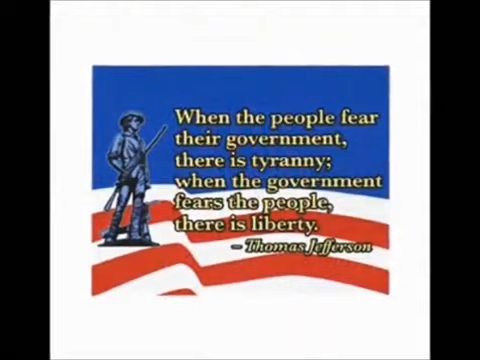 When the people fear
their government,
there is tyranny;
when the government
fears the people,
there is liberty.
– Thomas Jefferson